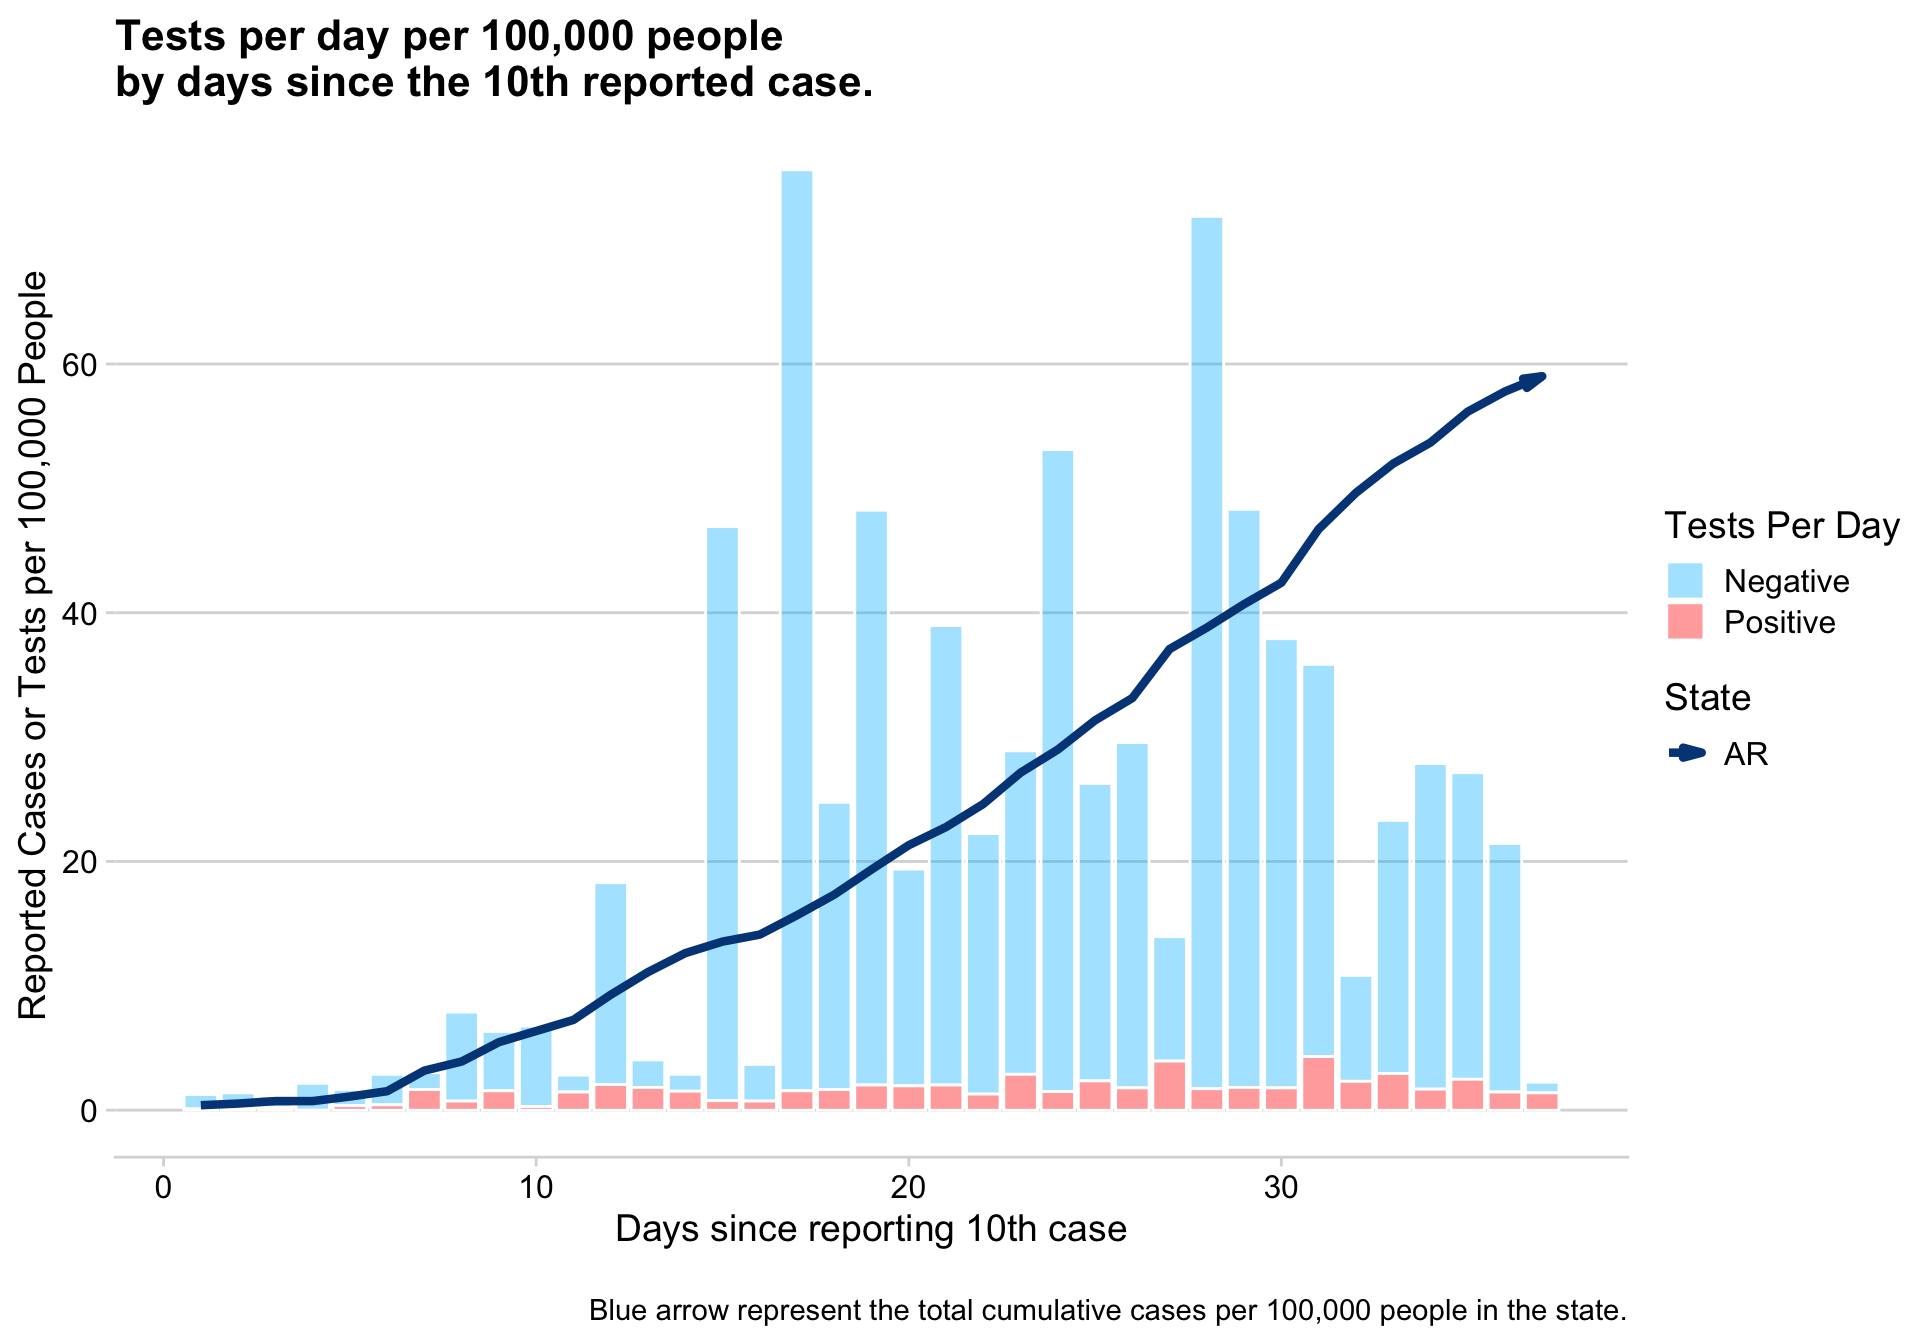 Tests per day per 100,000 people
by days since the 10th reported case.
Reported Cases or Tests per 100,000 People
60
40
20
0
0
10
20
30
Days since reporting 10th case
Tests Per Day
Negative
Positive
State
AR
Blue arrow represent the total cumulative cases per 100,000 people in the state.